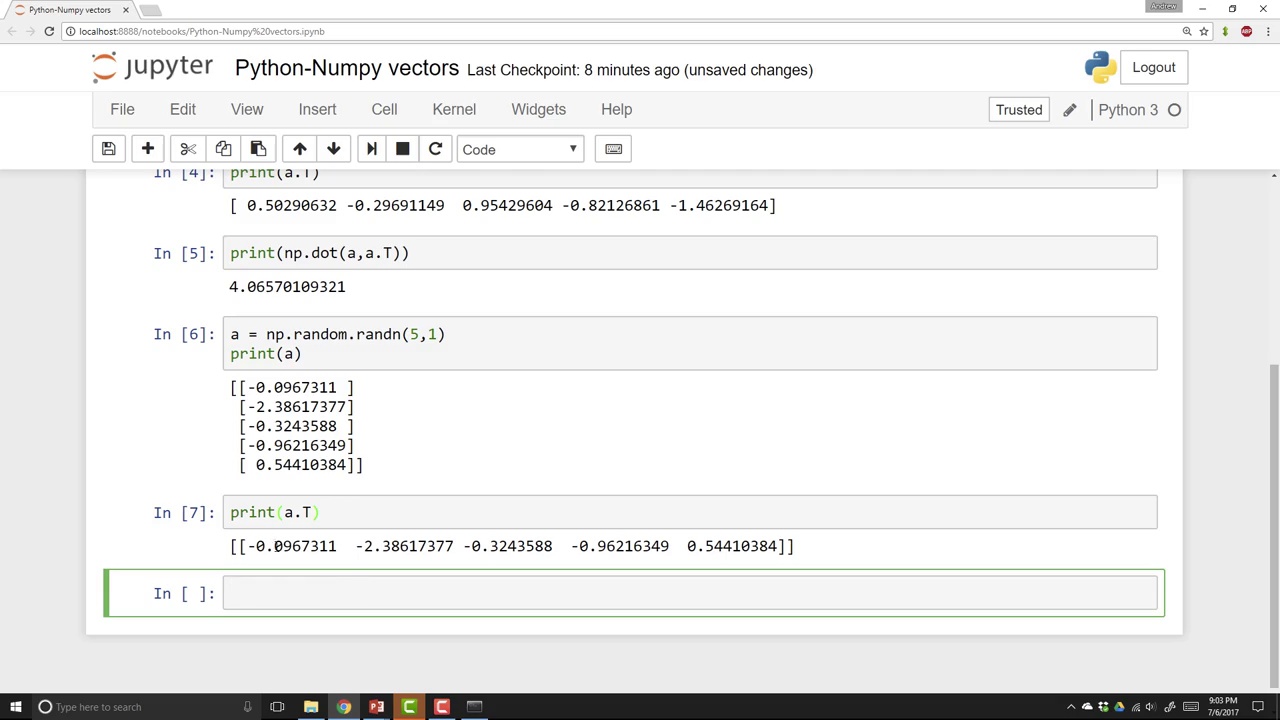 Python-Numpy vectors
Andrew
localhost:8888/notebooks/Python-Numpy%20vectors.ipynb
ABP
jupyter Python-Numpy vectors Last Checkpoint: 8 minutes ago (unsaved changes) Logout
File Edit View Insert Cell Kernel Widgets Help Trusted Python 3
Code
In [4]: print(a.T)
[ 0.50290632 -0.29691149  0.95429604 -0.82126861 -1.46269164]
In [5]: print(np.dot(a,a.T))
4.06570109321
In [6]: a = np.random.randn(5,1)
print(a)
[[-0.0967311 ]
[-2.38617377]
[-0.3243588 ]
[-0.96216349]
[ 0.54410384]]
In [7]: print(a.T)
[[-0.0967311  -2.38617377 -0.3243588  -0.96216349  0.54410384]]
In [ ]:
Type here to search
9:03 PM
7/6/2017